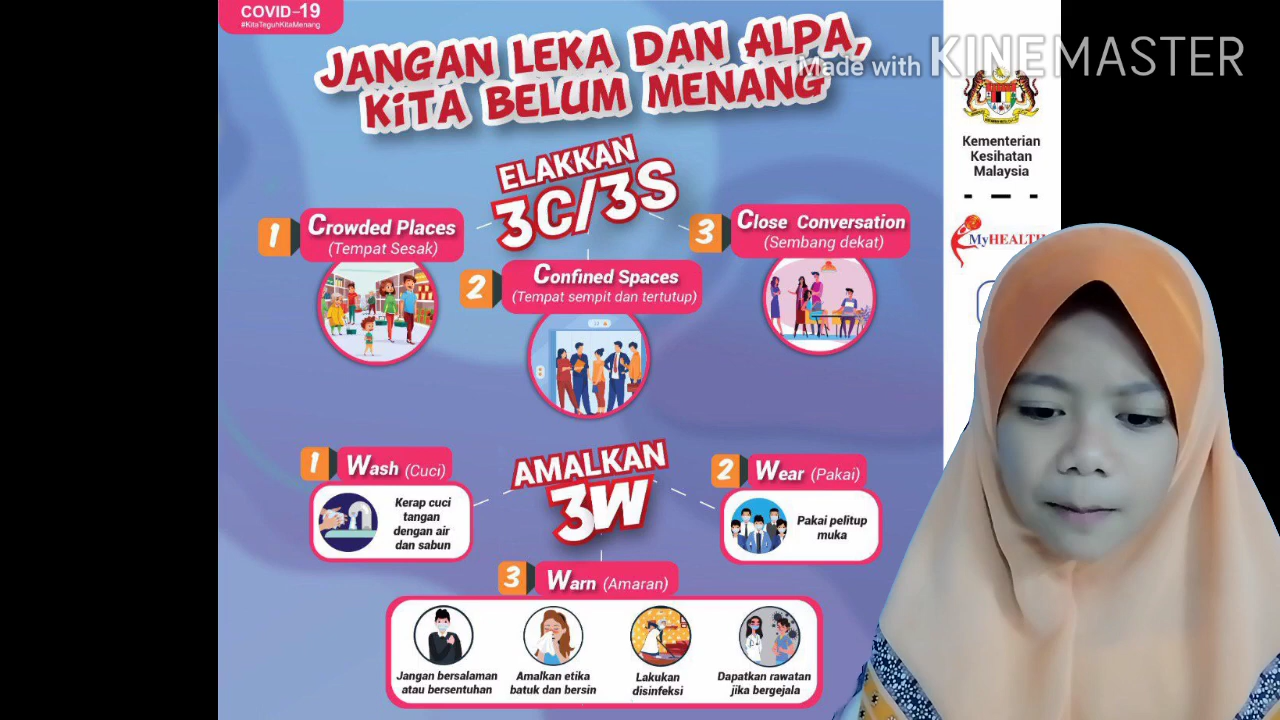 COVID-19
#KitaTeguhKitaMenang
JANGAN LEKA DAN ALPA,
KITA BELUM MENANG
Made with KINEMASTER
Kementerian
Kesihatan
Malaysia
MyHEALTH
ELAKKAN
3C/3S
1 Crowded Places
(Tempat Sesak)
2 Confined Spaces
(Tempat sempit dan tertutup)
3 Close Conversation
(Sembang dekat)
AMALKAN
3W
1 Wash (Cuci)
Kerap cuci
tangan
dengan air
dan sabun
2 Wear (Pakai)
Pakai pelitup
muka
3 Warn (Amaran)
Jangan bersalaman
atau bersentuhan
Amalkan etika
batuk dan bersin
Lakukan
disinfeksi
Dapatkan rawatan
jika bergejala